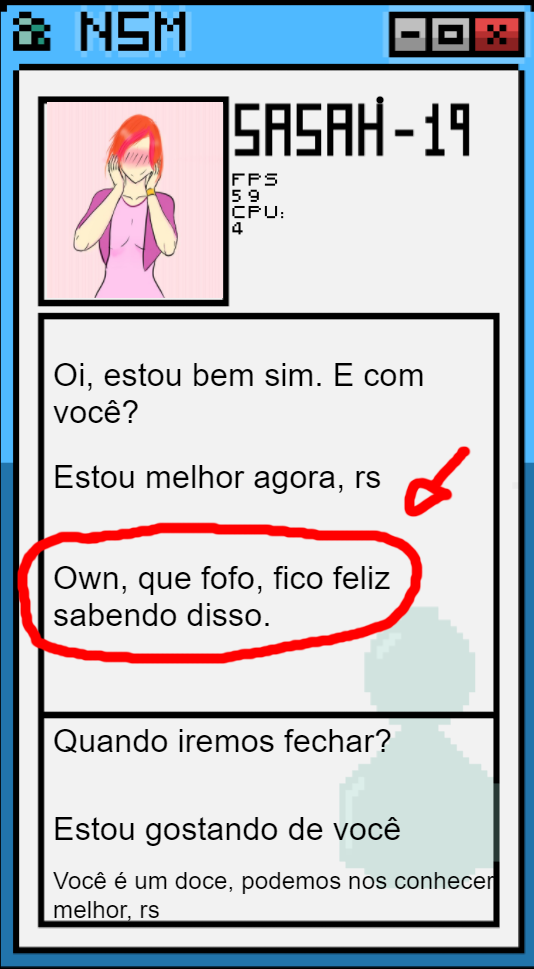 NSM
SASAH-19
FPS
59
CPU:
4
Oi, estou bem sim. E com
você?
Estou melhor agora, rs
Own, que fofo, fico feliz
sabendo disso.
Quando iremos fechar?
Estou gostando de você
Você é um doce, podemos nos conhecer
melhor, rs